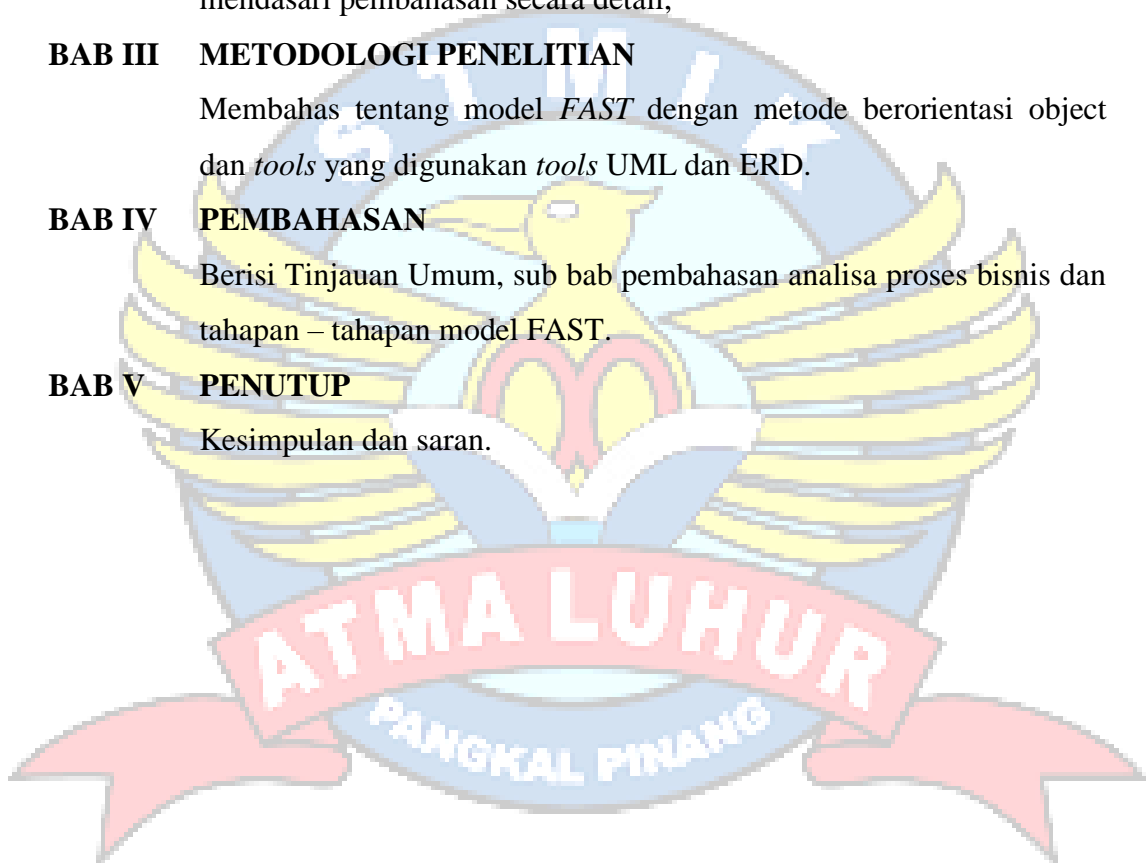 mendasari pembahasan secara detail,
BAB III METODOLOGI PENELITIAN
Membahas tentang model FAST dengan metode berorientasi object
dan tools yang digunakan tools UML dan ERD.
BAB IV PEMBAHASAN
Berisi Tinjauan Umum, sub bab pembahasan analisa proses bisnis dan
tahapan – tahapan model FAST.
BAB V PENUTUP
Kesimpulan dan saran.
STMIK
ATMA LUHUR
PANGKAL PINANG